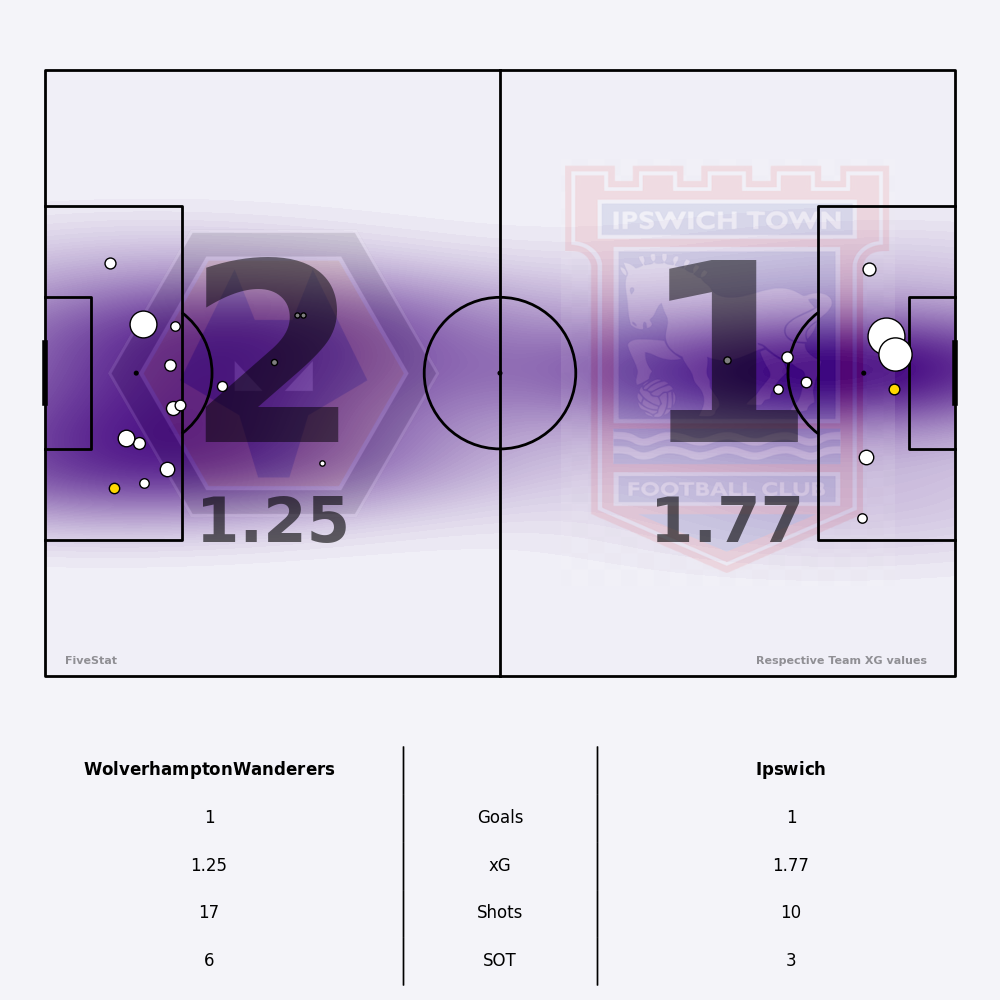 IPSWICH TOWN
2
1
FOOTBALL CLUB
1.25
1.77
FiveStat
Respective Team XG values
WolverhamptonWanderers Ipswich
1 Goals 1
1.25 xG 1.77
17 Shots 10
6 SOT 3